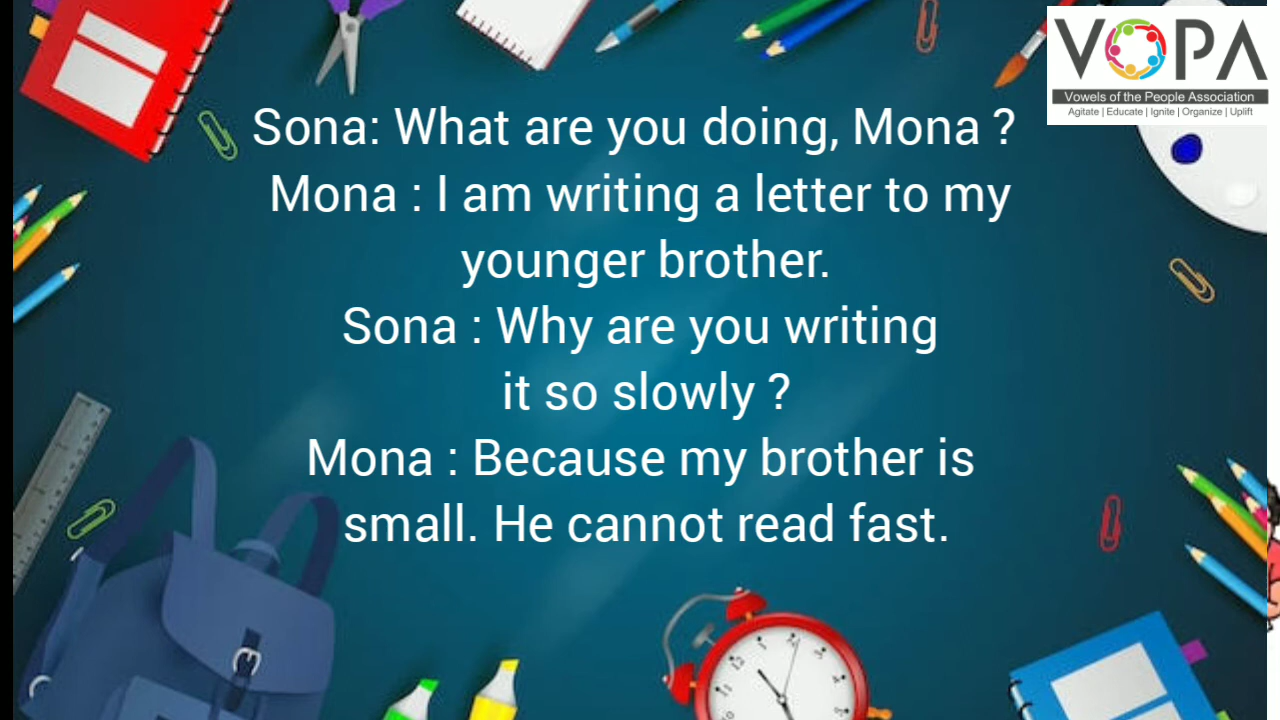 VOPA
Vowels of the People Association
Agitate | Educate | Ignite | Organize | Uplift
Sona: What are you doing, Mona ?
Mona : I am writing a letter to my
younger brother.
Sona : Why are you writing
it so slowly ?
Mona : Because my brother is
small. He cannot read fast.